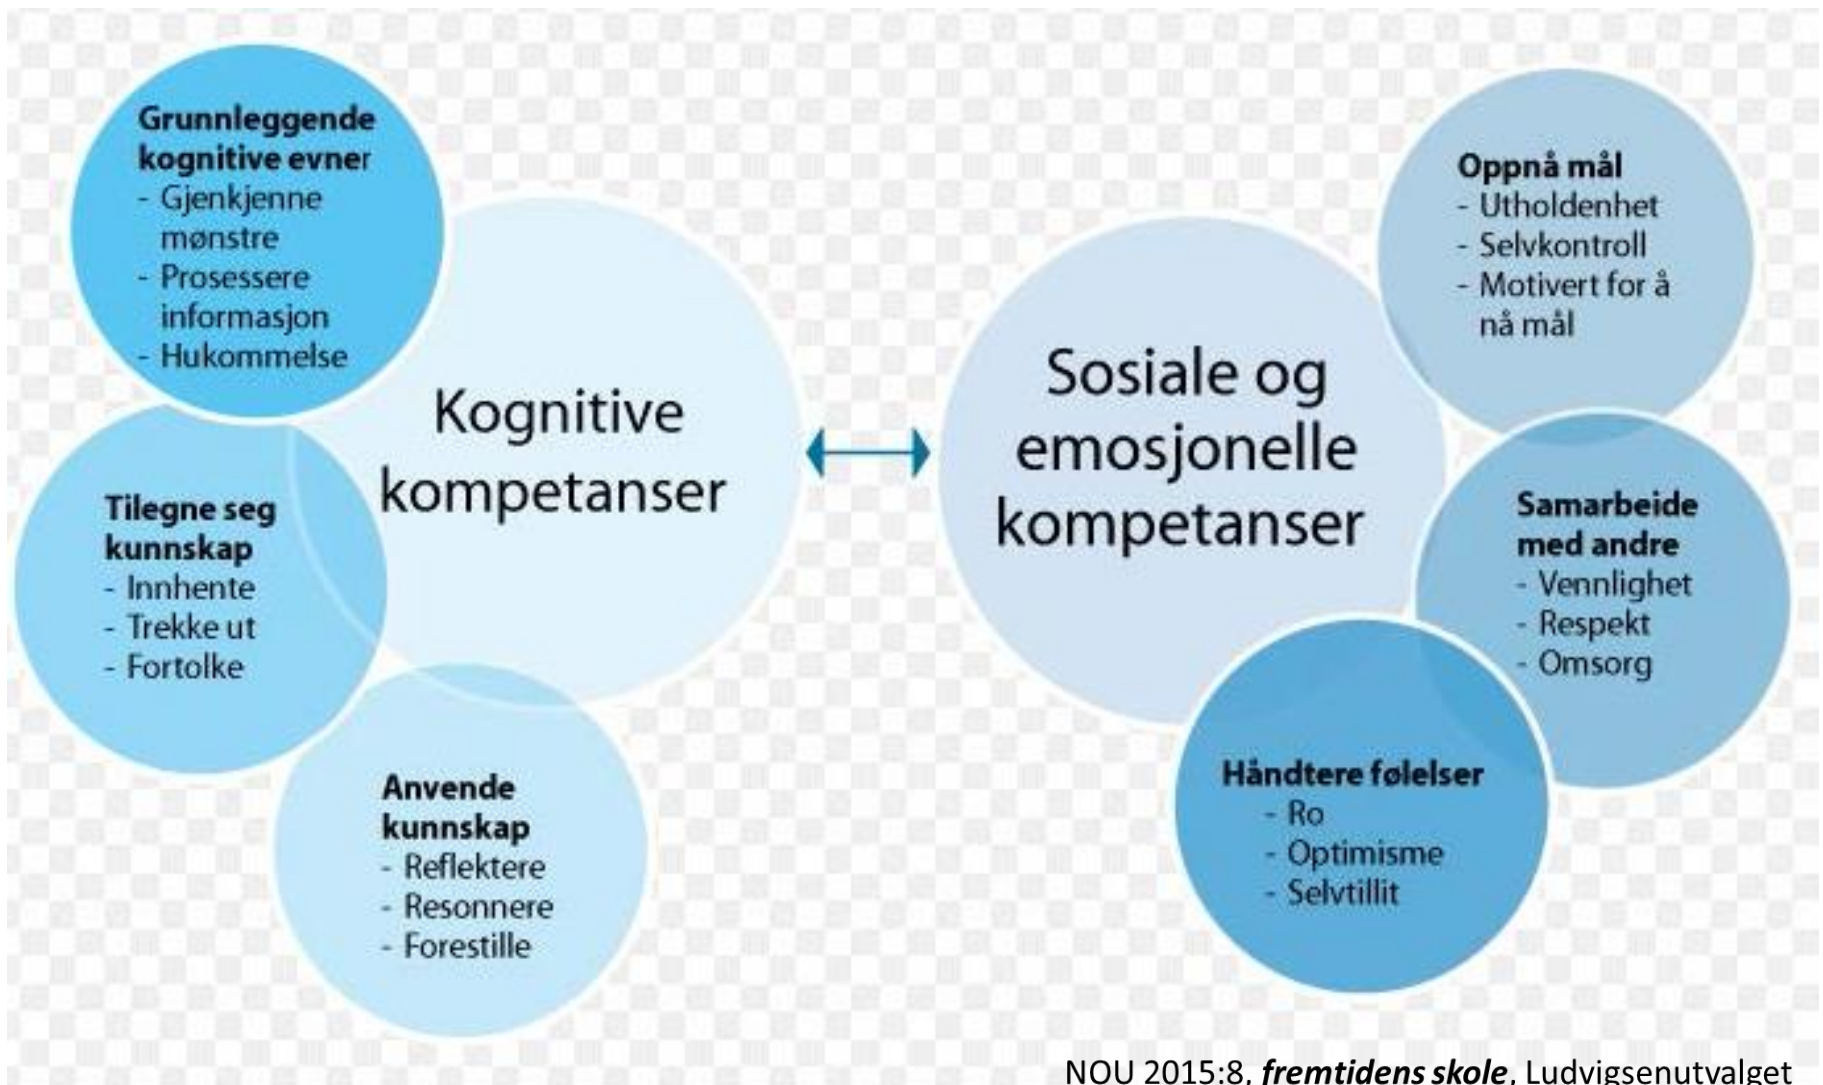 Grunnleggende
kognitive evner
- Gjenkjenne
mønstre
- Prosessere
informasjon
- Hukommelse
Tilegne seg
kunnskap
- Innhente
- Trekke ut
- Fortolke
Anvende
kunnskap
- Reflektere
- Resonnere
- Forestille
Kognitive
kompetanser
Sosiale og
emosjonelle
kompetanser
Oppnå mål
- Utholdenhet
- Selvkontroll
- Motivert for å
nå mål
Samarbeide
med andre
- Vennlighet
- Respekt
- Omsorg
Håndtere følelser
- Ro
- Optimisme
- Selvtillit
NOU 2015:8, fremtidens skole, Ludvigsenutvalget